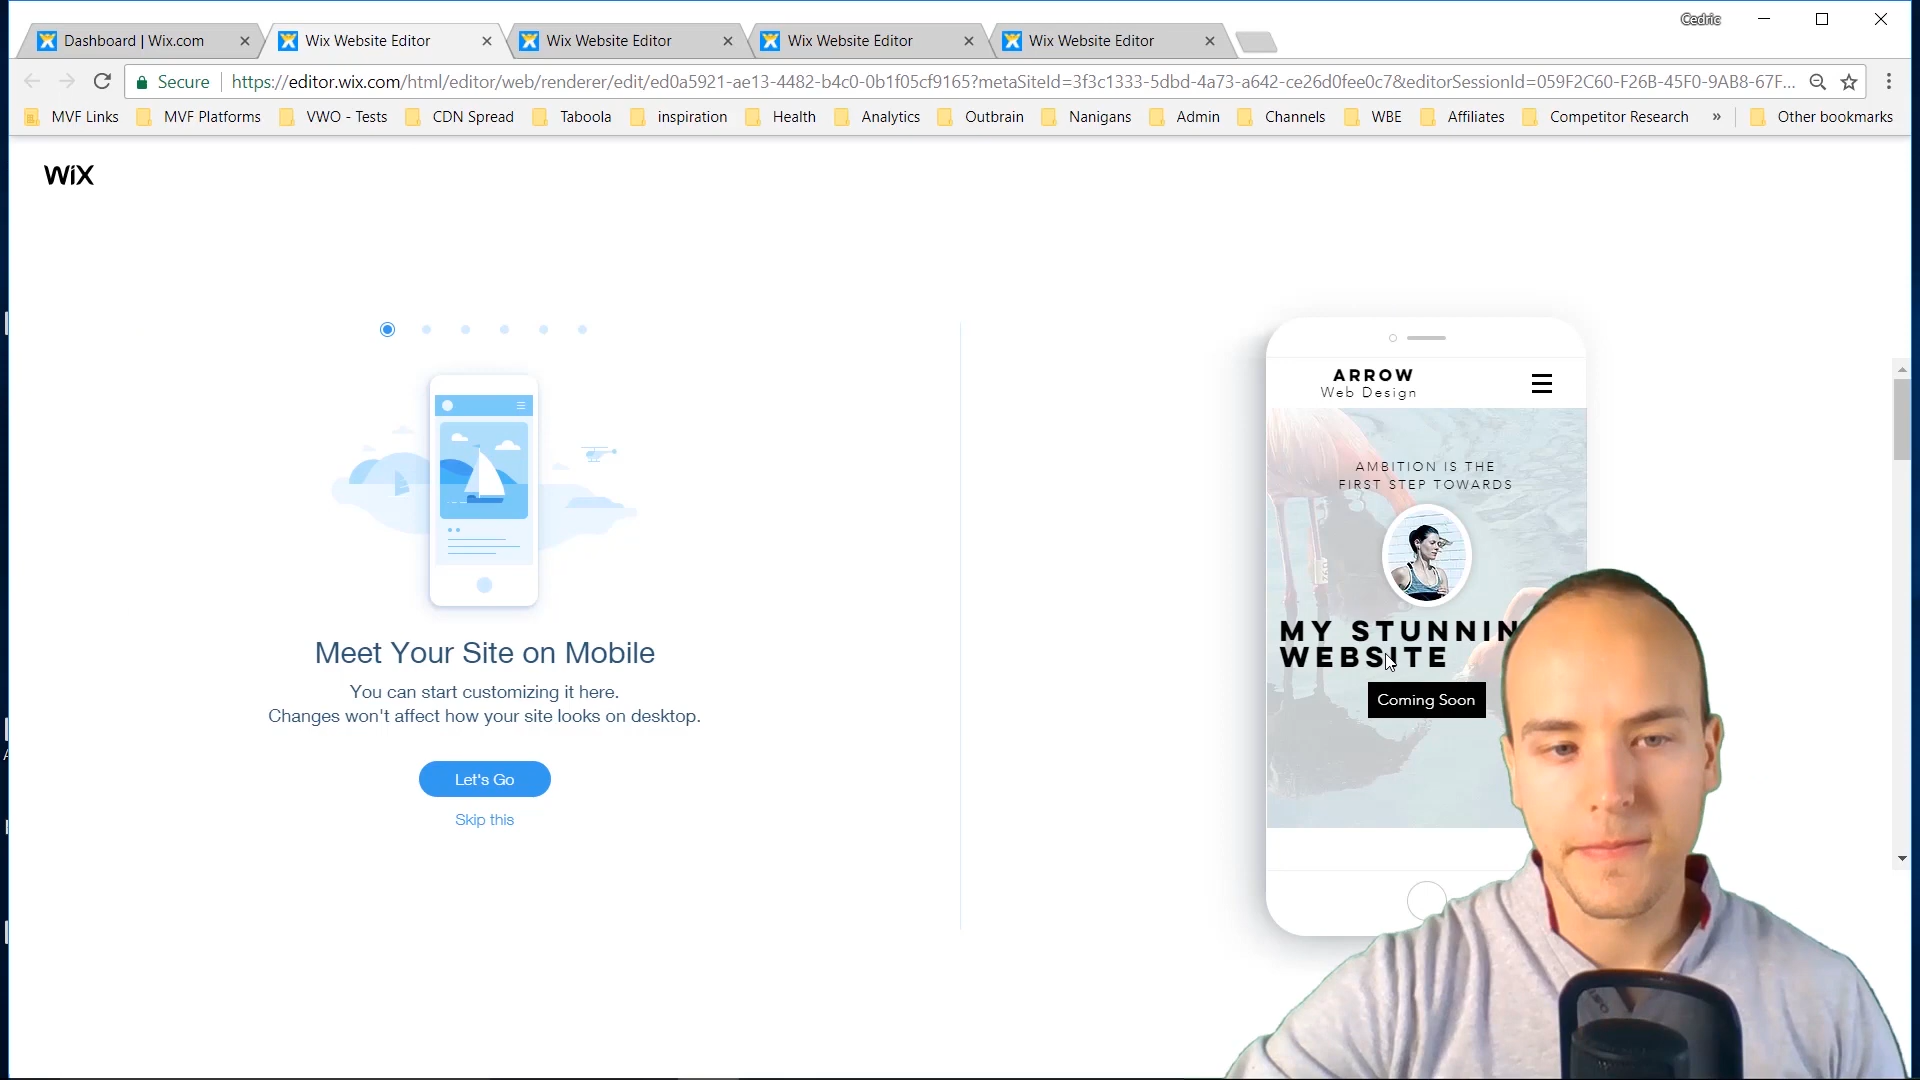 Cedric
Dashboard | Wix.com
Wix Website Editor
Wix Website Editor
Wix Website Editor
Wix Website Editor
Secure
https://editor.wix.com/html/editor/web/renderer/edit/ed0a5921-ae13-4482-b4c0-0b1f05cf9165?metaSiteId=3f3c1333-5dbd-4a73-a642-ce26d0fee0c7&editorSessionId=059F2C60-F26B-45F0-9AB8-67F...
MVF Links
MVF Platforms
VWO - Tests
CDN Spread
Taboola
inspiration
Health
Analytics
Outbrain
Nanigans
Admin
Channels
WBE
Affiliates
Competitor Research
»
Other bookmarks
WiX
Meet Your Site on Mobile
You can start customizing it here.
Changes won't affect how your site looks on desktop.
Let's Go
Skip this
ARROW
Web Design
AMBITION IS THE
FIRST STEP TOWARDS
MY STUNNIN
WEBSITE
Coming Soon